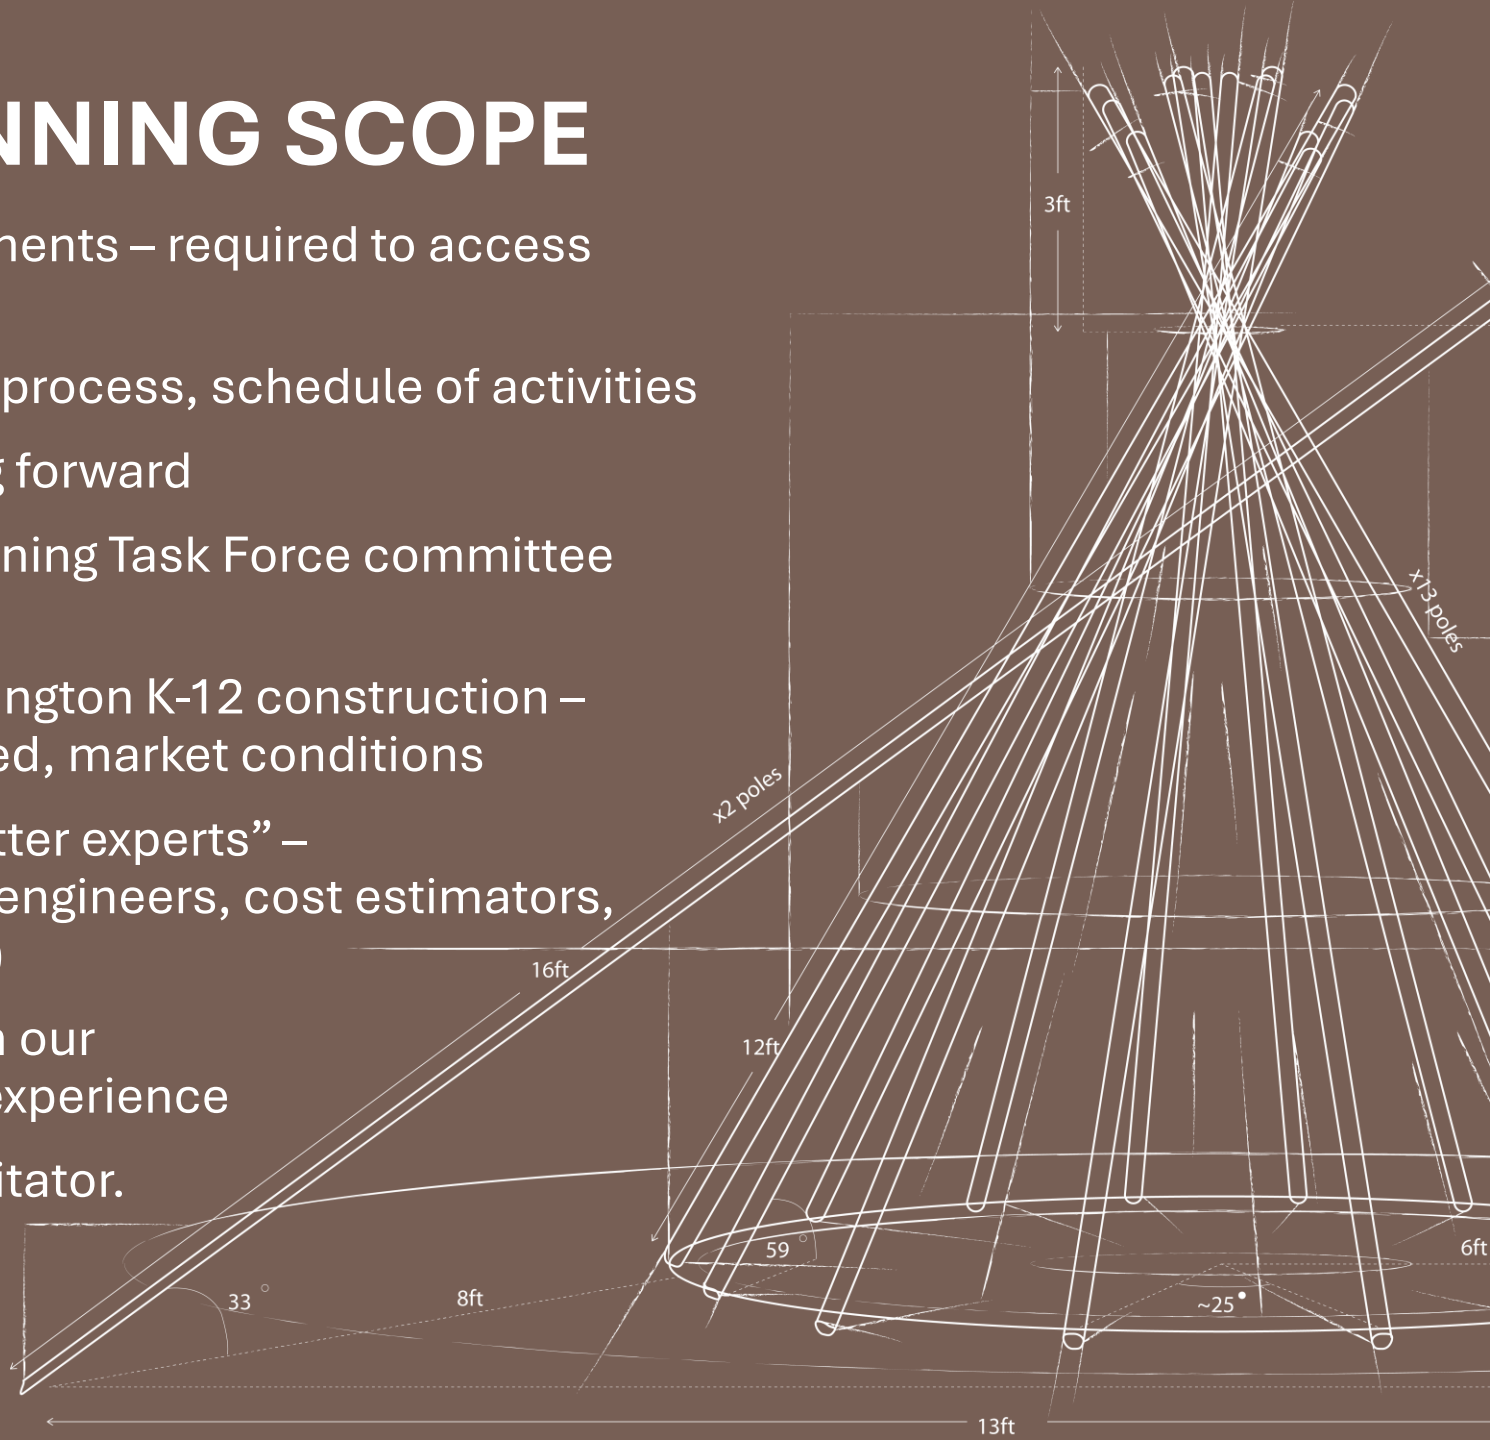 NNING SCOPE
nents – required to access
process, schedule of activities
g forward
ning Task Force committee
ngton K-12 construction –
ed, market conditions
tter experts” –
engineers, cost estimators,
)
n our
experience
itator.
3ft
x13 poles
x2 poles
16ft
12ft
59°
6ft
33°
8ft
~25°
13ft